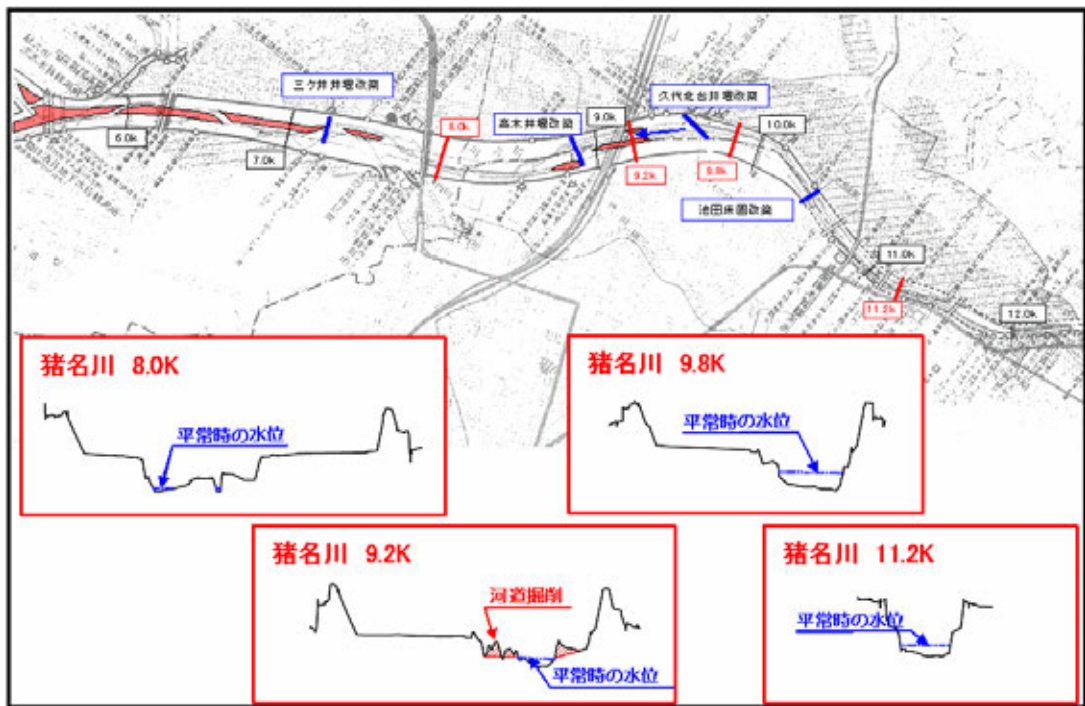 三ケ井井堰改築
久代北台井堰改築
高木井堰改築
9.0k
8.0k
10.0k
6.0k
7.0k
9.2k
9.8k
池田床固改築
11.0k
11.2k
12.0k
猪名川 8.0K
平常時の水位
猪名川 9.8K
平常時の水位
猪名川 9.2K
河道掘削
平常時の水位
猪名川 11.2K
平常時の水位